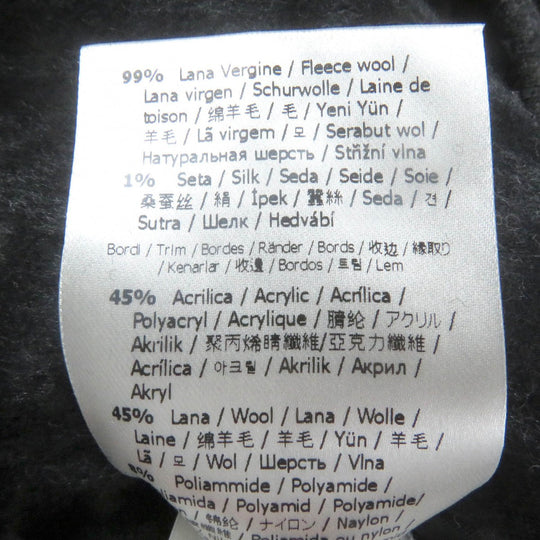 99% Lana Vergine / Fleece wool /
Lana virgen / Schurwolle / Laine de
toison / 绵羊毛 / 毛 / Yeni Yün /
羊毛 / Lã virgem / 모 / Serabut wol /
Натуральная шерсть / Střižní vlna
1% Seta / Silk / Seda / Seide / Soie /
桑蚕丝 / 絹 / İpek / 蠶絲 / Seda / 견 /
Sutra / Шелк / Hedvábí
Bordi / Trim / Bordes / Ränder / Bords / 收边 / 縁取り
/ Kenarlar / 收邊 / Bordos / 트림 / Lem
45% Acrilica / Acrylic / Acrílica /
Polyacryl / Acrylique / 腈纶 / アクリル /
Akrilik / 聚丙烯晴纖維/亞克力纖維 /
Acrílica / 아크릴 / Akrilik / Акрил /
Akryl
45% Lana / Wool / Lana / Wolle /
Laine / 绵羊毛 / 羊毛 / Yün / 羊毛 /
Lã / 모 / Wol / Шерсть / Vlna
Poliammide / Polyamide /
Polyamid / Polyamide/
/ ナイロン / Naylon /
Poliamida ou nylon /